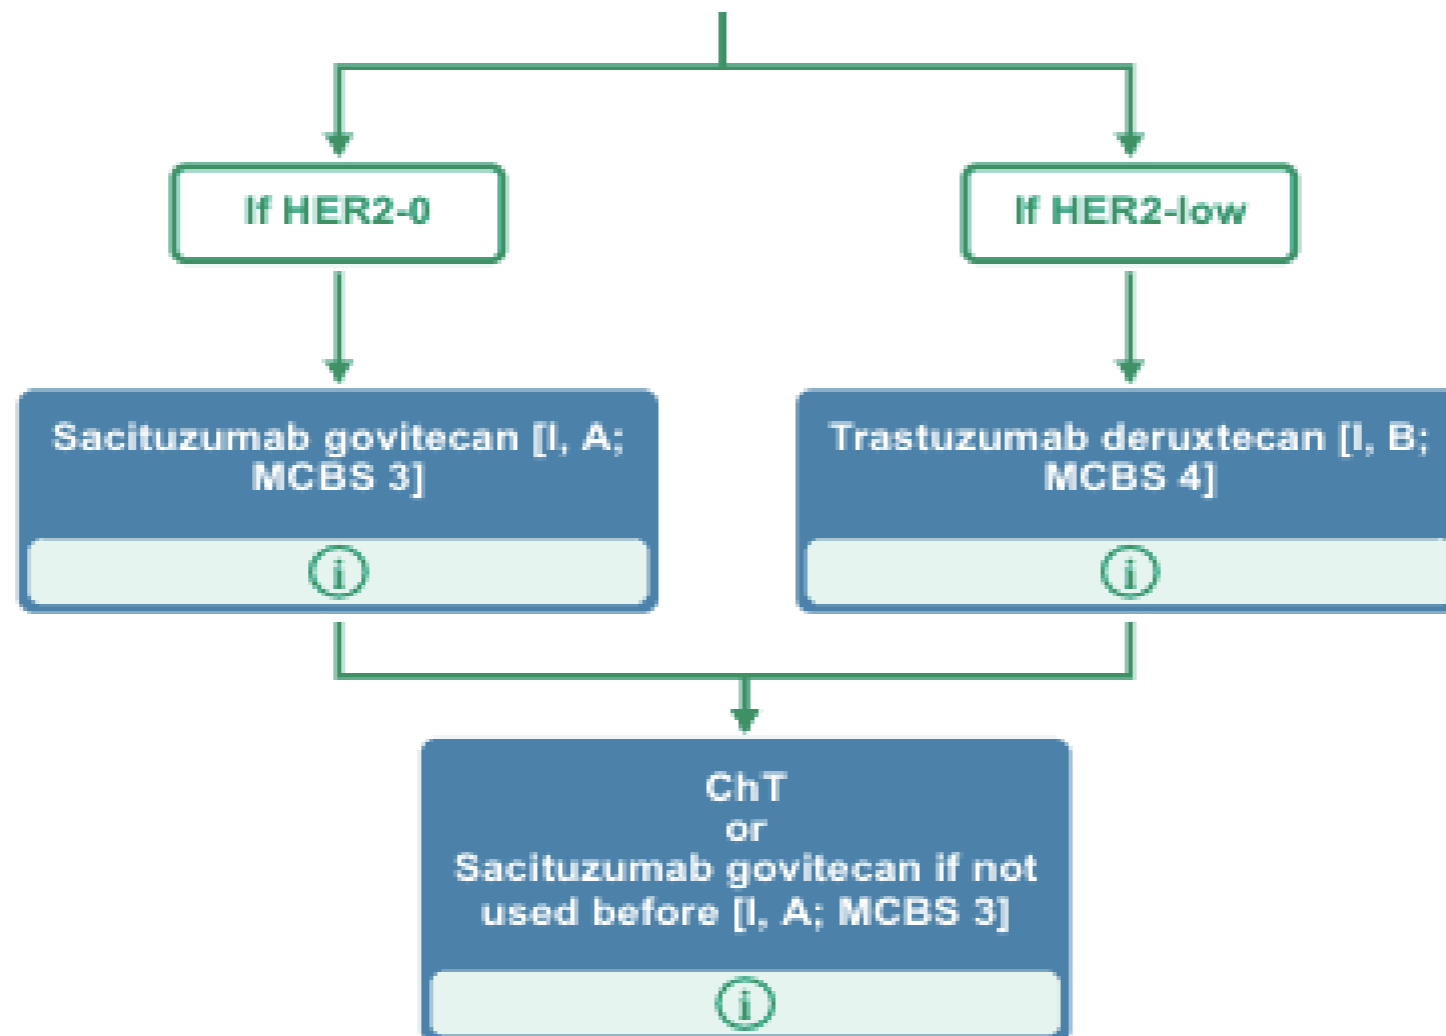 If HER2-0
If HER2-low
Sacituzumab govitecan [I, A;
MCBS 3]
Trastuzumab deruxtecan [I, B;
MCBS 4]
i
i
ChT
or
Sacituzumab govitecan if not
used before [I, A; MCBS 3]
i